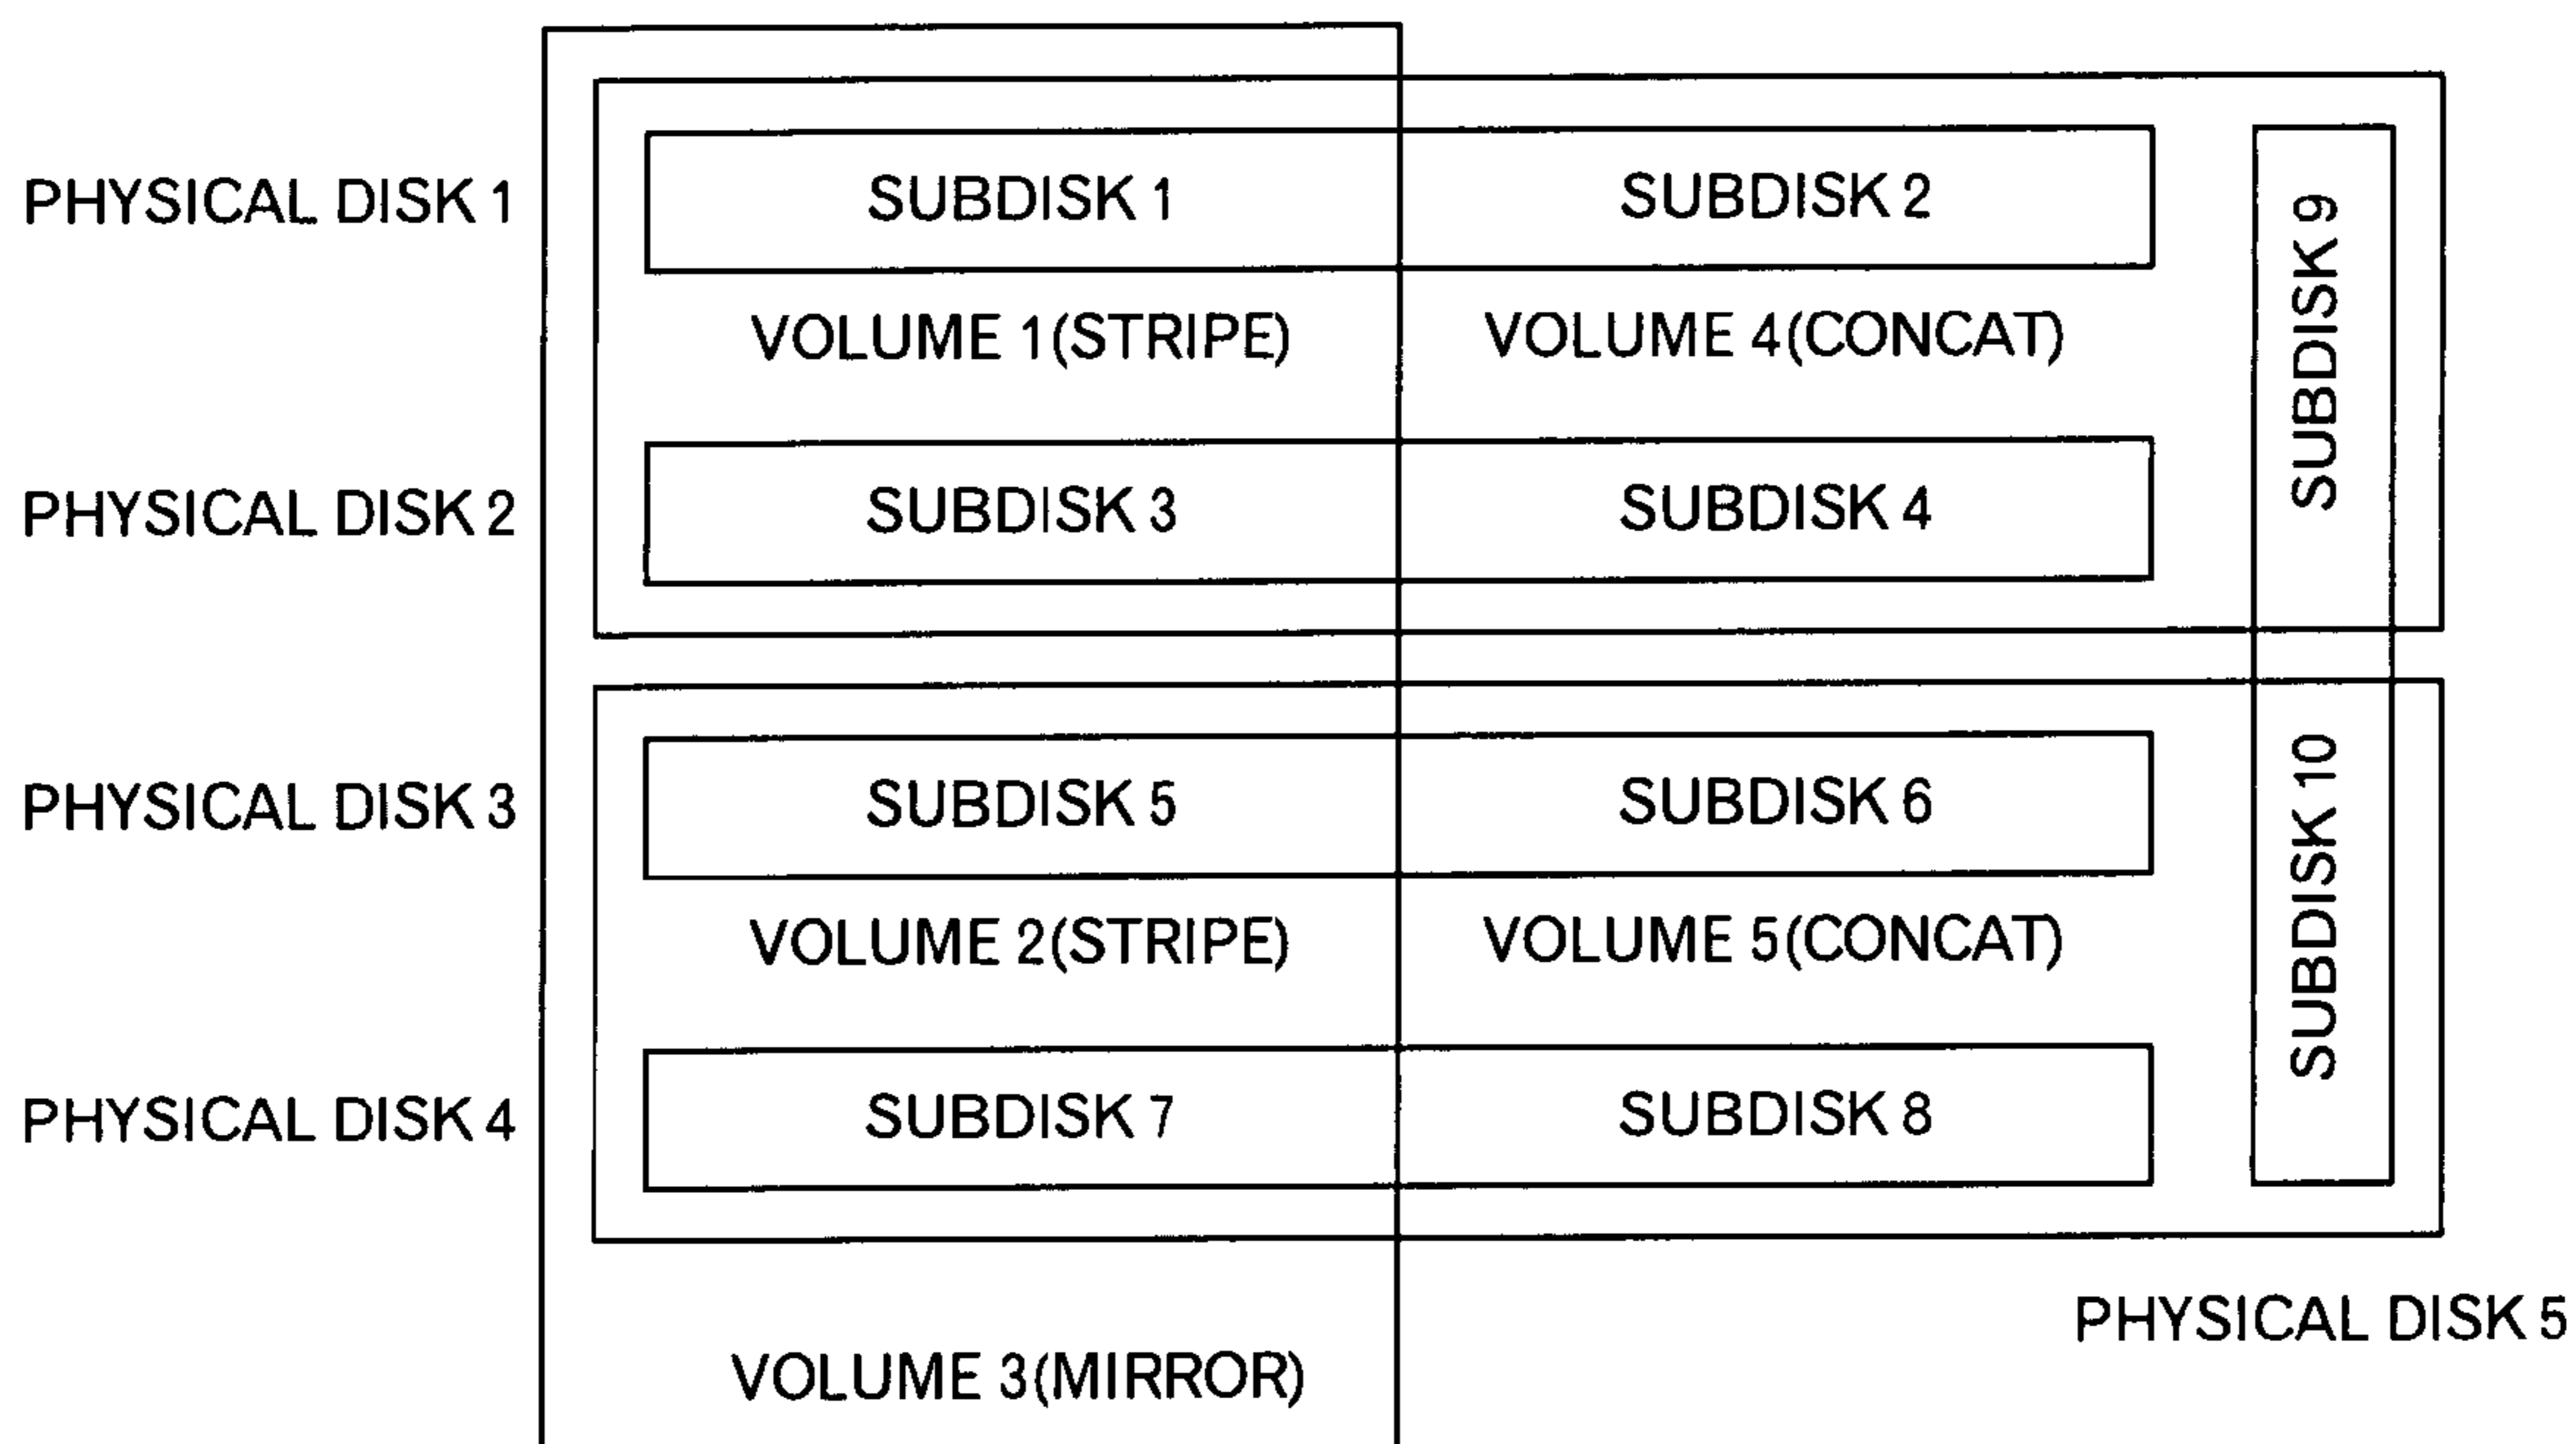 PHYSICAL DISK 1
SUBDISK 1
SUBDISK 2
SUBDISK 9
VOLUME 1(STRIPE)
VOLUME 4(CONCAT)
PHYSICAL DISK 2
SUBDISK 3
SUBDISK 4
PHYSICAL DISK 3
SUBDISK 5
SUBDISK 6
SUBDISK 10
VOLUME 2(STRIPE)
VOLUME 5(CONCAT)
PHYSICAL DISK 4
SUBDISK 7
SUBDISK 8
PHYSICAL DISK 5
VOLUME 3(MIRROR)